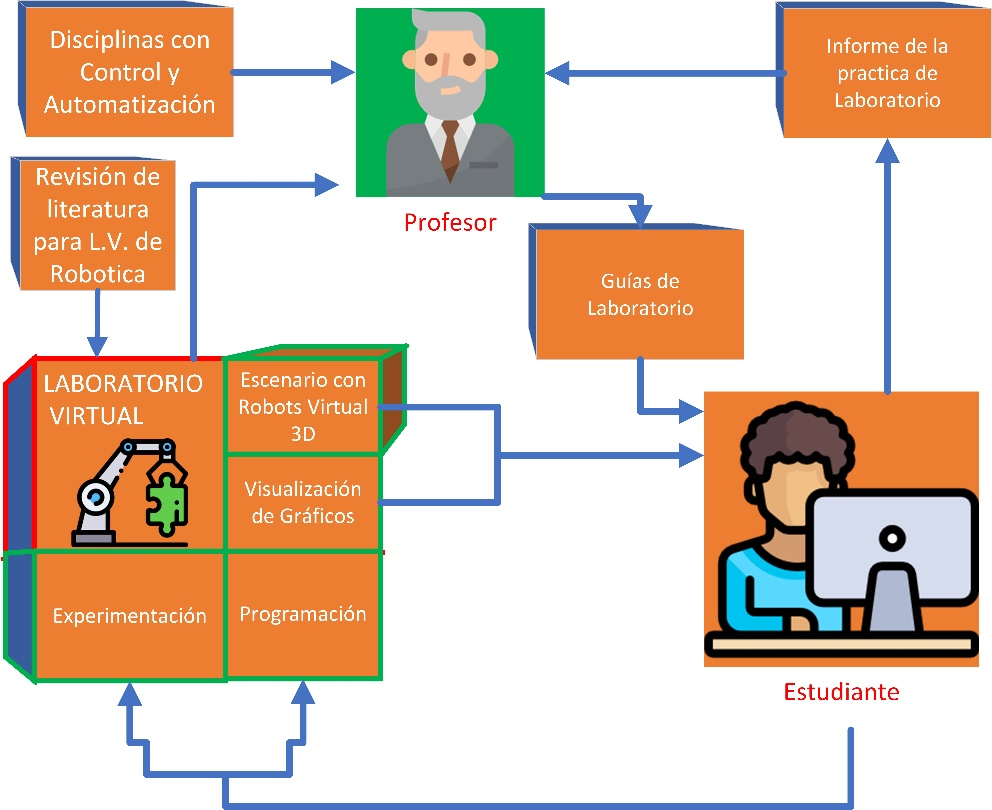 Disciplinas con
Control y
Automatización
Profesor
Informe de la
practica de
Laboratorio
Revisión de
literatura
para L.V. de
Robotica
Guías de
Laboratorio
LABORATORIO
VIRTUAL
Escenario con
Robots Virtual
3D
Visualización
de Gráficos
Experimentación
Programación
Estudiante